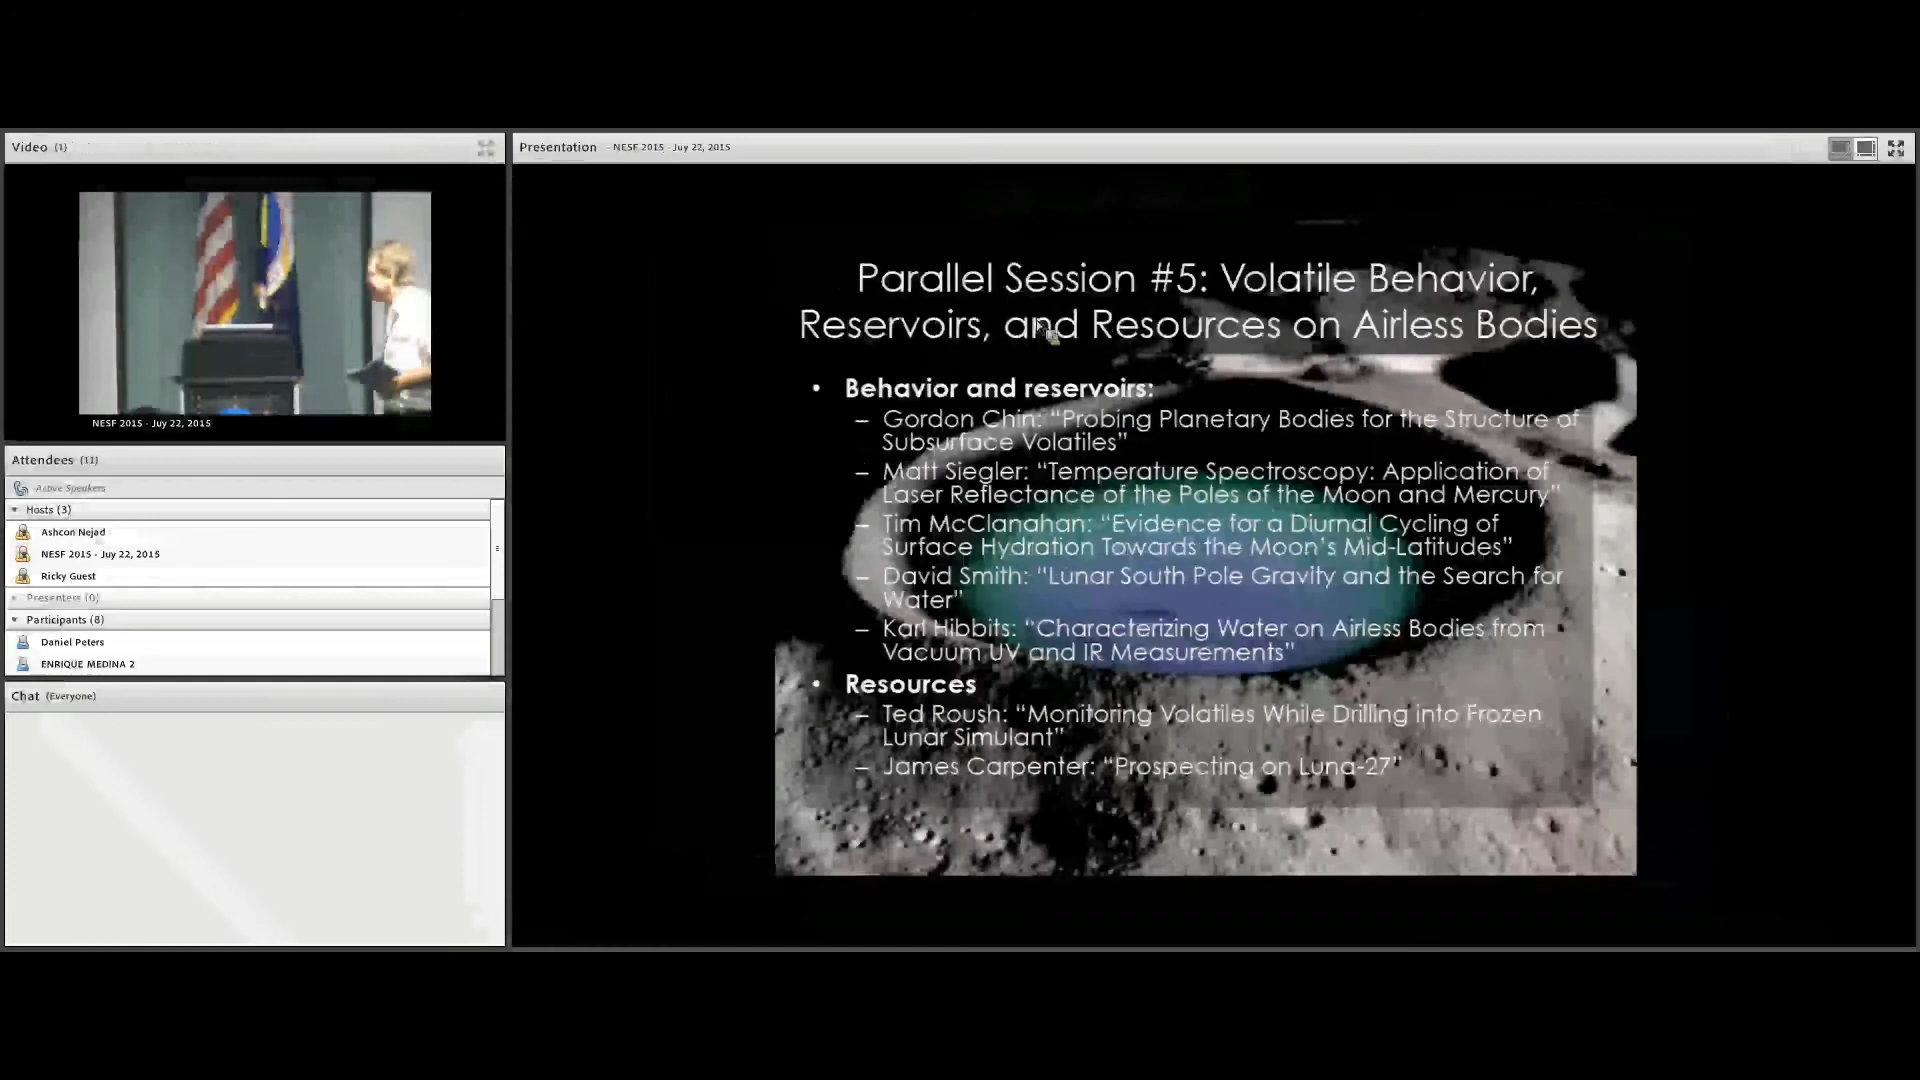 Video (1)
Presentation - NESF 2015 - Juy 22, 2015
NESF 2015 - Juy 22, 2015
Attendees (11)
Active Speakers
Hosts (3)
Ashcon Nejad
NESF 2015 - Juy 22, 2015
Ricky Guest
Presenters (0)
Participants (8)
Daniel Peters
ENRIQUE MEDINA 2
Chat (Everyone)
Parallel Session #5: Volatile Behavior,
Reservoirs, and Resources on Airless Bodies
• Behavior and reservoirs:
– Gordon Chin: “Probing Planetary Bodies for the Structure of
Subsurface Volatiles”
– Matt Siegler: “Temperature Spectroscopy: Application of
Laser Reflectance of the Poles of the Moon and Mercury”
– Tim McClanahan: “Evidence for a Diurnal Cycling of
Surface Hydration Towards the Moon’s Mid-Latitudes”
– David Smith: “Lunar South Pole Gravity and the Search for
Water”
– Karl Hibbits: “Characterizing Water on Airless Bodies from
Vacuum UV and IR Measurements”
• Resources
– Ted Roush: “Monitoring Volatiles While Drilling into Frozen
Lunar Simulant”
– James Carpenter: “Prospecting on Luna-27”